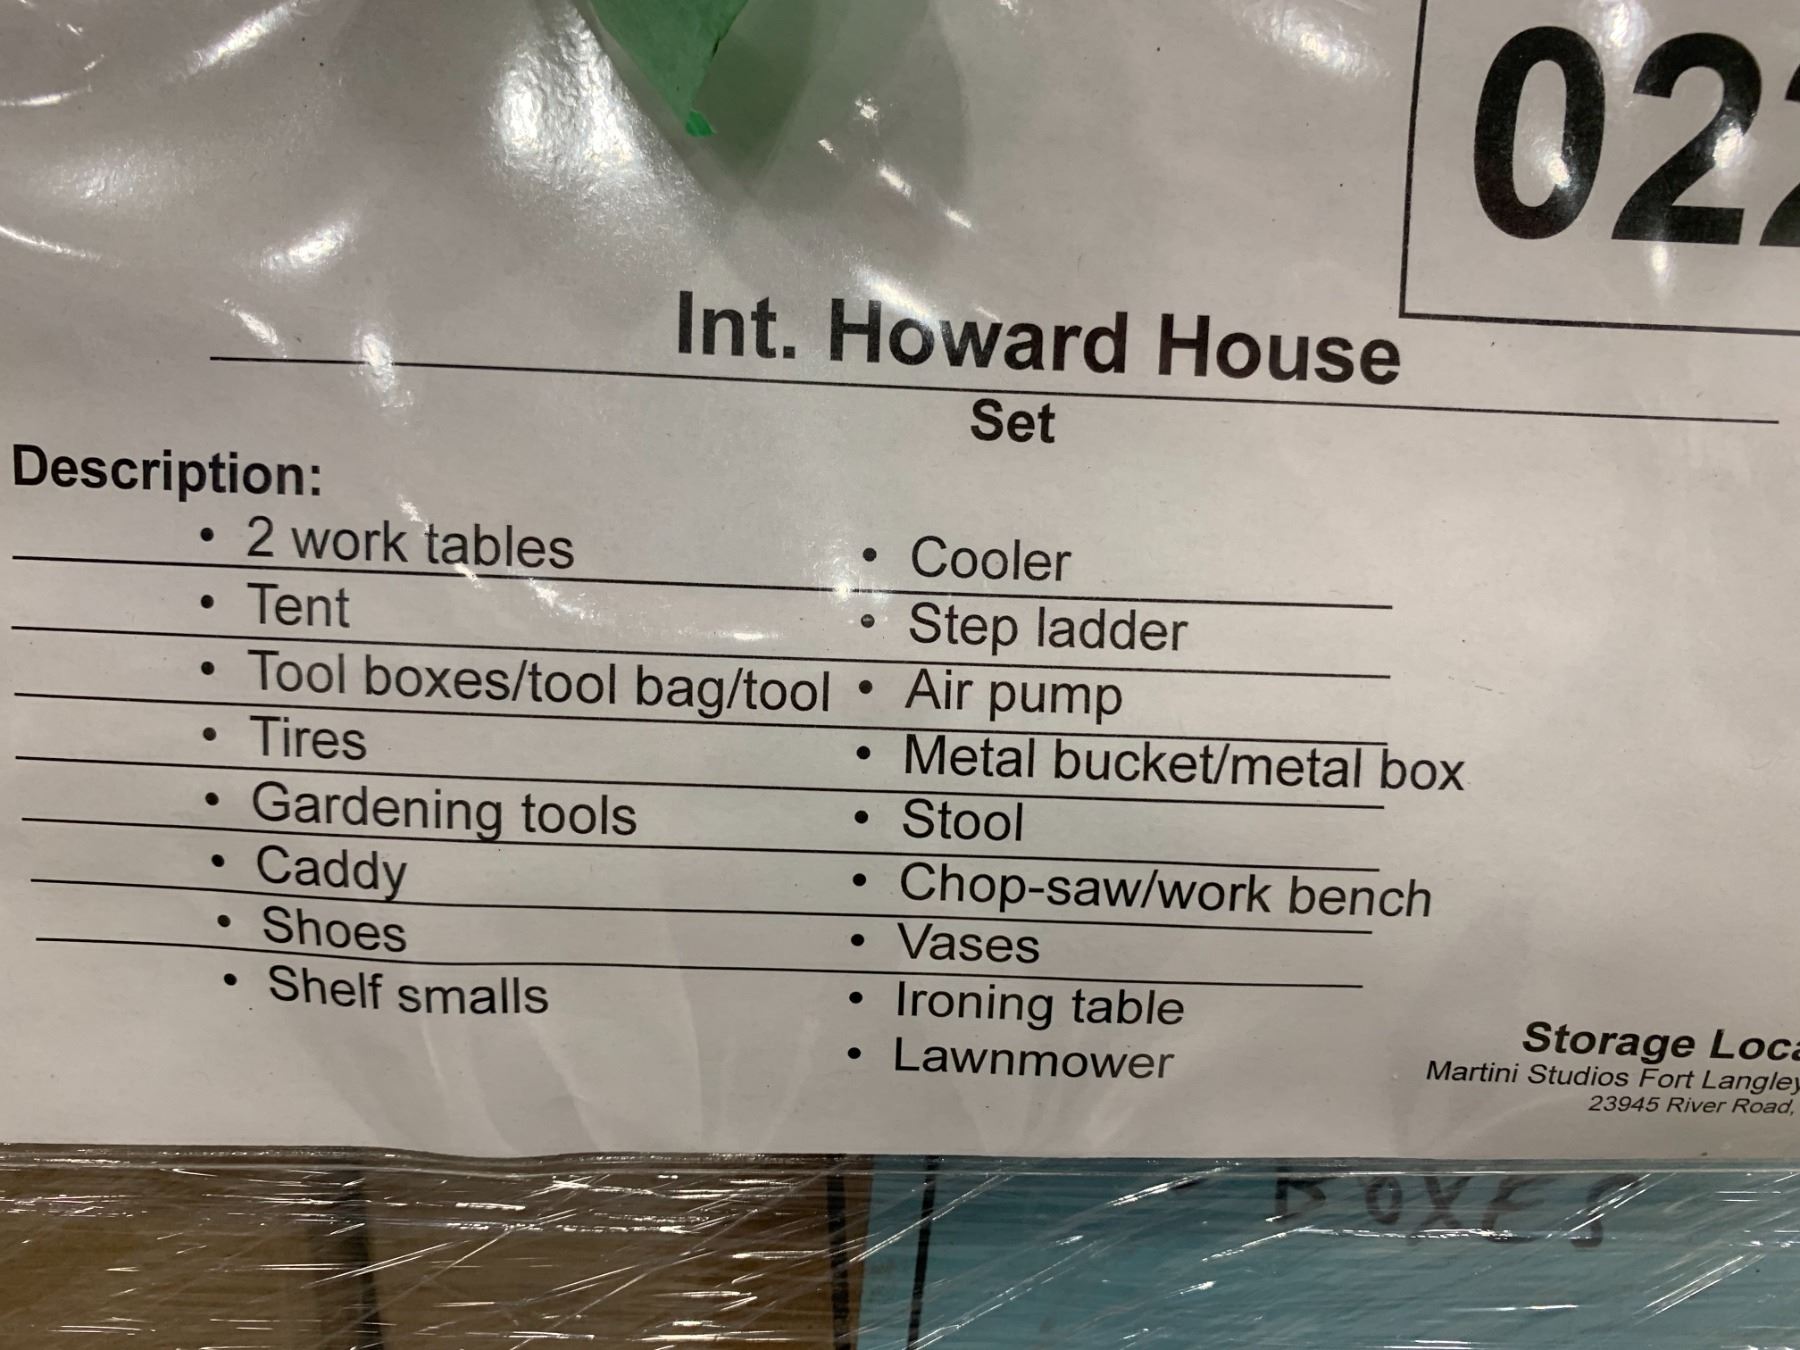 022
Int. Howard House
Set
Description:
• 2 work tables
• Tent
• Tool boxes/tool bag/tool
• Tires
• Gardening tools
• Caddy
• Shoes
• Shelf smalls
• Cooler
• Step ladder
• Air pump
• Metal bucket/metal box
• Stool
• Chop-saw/work bench
• Vases
• Ironing table
• Lawnmower
Storage Loca
Martini Studios Fort Langley
23945 River Road,
BOXES